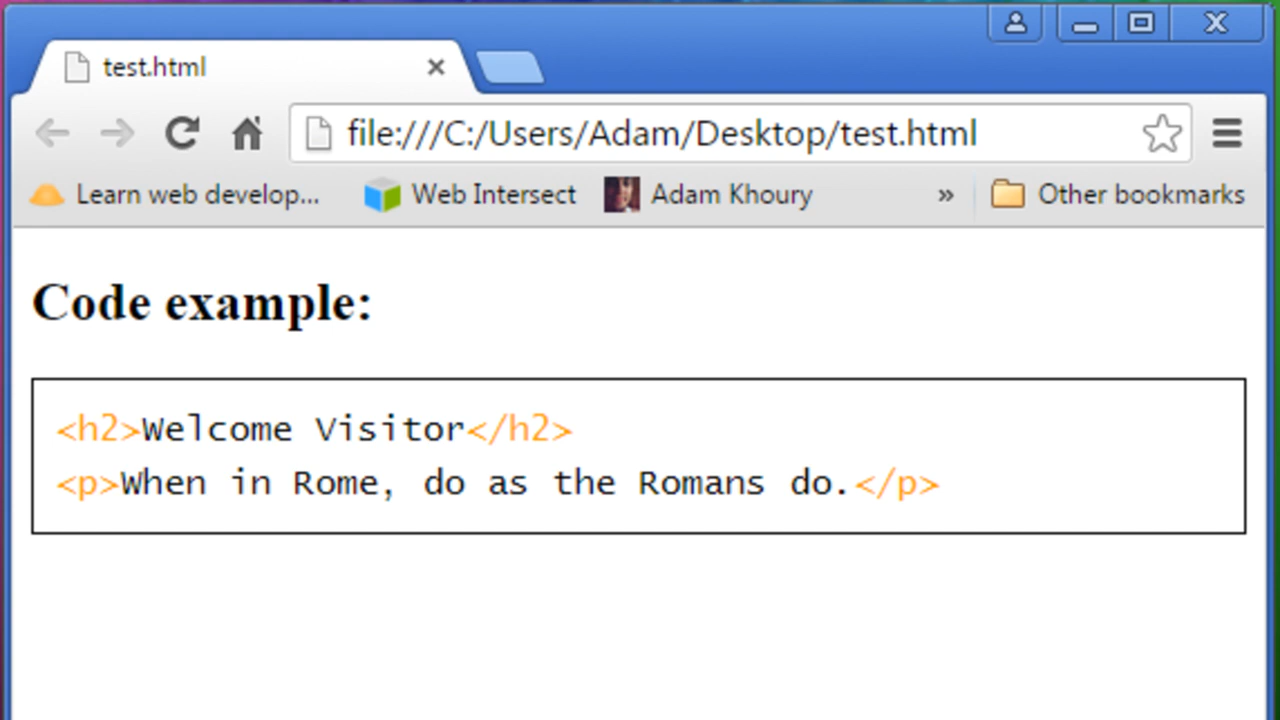 test.html
file:///C:/Users/Adam/Desktop/test.html
Learn web develop... Web Intersect Adam Khoury » Other bookmarks
Code example:
<h2>Welcome Visitor</h2>
<p>When in Rome, do as the Romans do.</p>